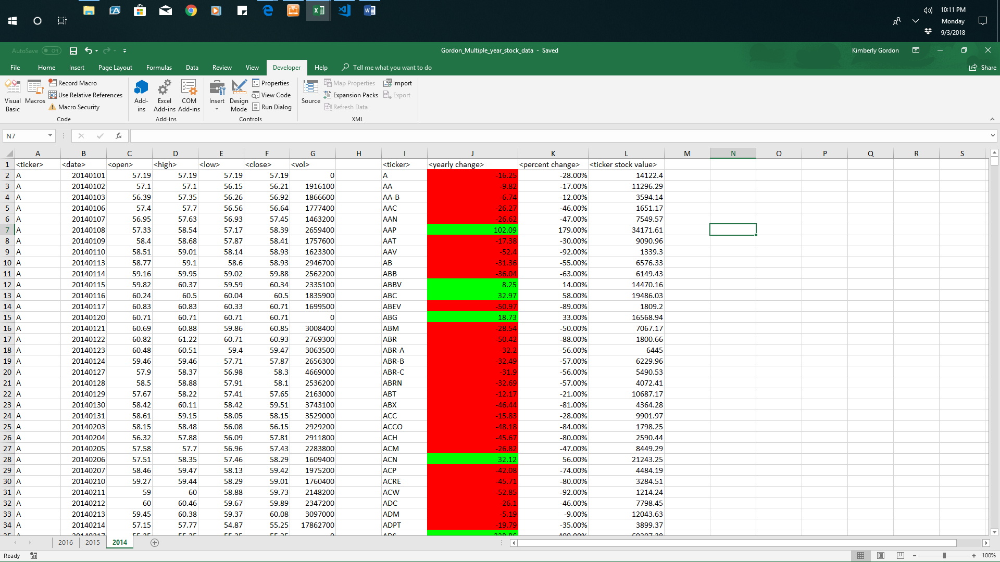 10:11 PM
Monday
9/3/2018
AutoSave Off
Gordon_Multiple_year_stock_data - Saved
Kimberly Gordon
File Home Insert Page Layout Formulas Data Review View Developer Help Tell me what you want to do Share
Visual Basic
Macros
Record Macro
Use Relative References
Macro Security
Code
Add-ins
Excel Add-ins
COM Add-ins
Add-ins
Insert
Design Mode
Properties
View Code
Run Dialog
Controls
Source
Map Properties
Expansion Packs
Refresh Data
Import
Export
XML
N7 fx
A B C D E F G H I J K L M N O P Q R S
1 <ticker> <date> <open> <high> <low> <close> <vol> <ticker> <yearly change> <percent change> <ticker stock value>
2 A 20140101 57.19 57.19 57.19 57.19 0 A -16.25 -28.00% 14122.4
3 A 20140102 57.1 57.1 56.15 56.21 1916100 AA -9.82 -17.00% 11296.29
4 A 20140103 56.39 57.35 56.26 56.92 1866600 AA-B -6.74 -12.00% 3594.14
5 A 20140106 57.4 57.7 56.56 56.64 1777400 AAC -26.27 -46.00% 1651.17
6 A 20140107 56.95 57.63 56.93 57.45 1463200 AAN -26.62 -47.00% 7549.57
7 A 20140108 57.33 58.54 57.17 58.39 2659400 AAP 102.09 179.00% 34171.61
8 A 20140109 58.4 58.68 57.87 58.41 1757600 AAT -17.38 -30.00% 9090.96
9 A 20140110 58.51 59.01 58.14 58.93 1623300 AAV -52.4 -92.00% 1339.3
10 A 20140113 58.77 59.1 58.6 58.93 2946700 AB -31.36 -55.00% 6576.33
11 A 20140114 59.16 59.95 59.02 59.88 2562200 ABB -36.04 -63.00% 6149.43
12 A 20140115 59.82 60.37 59.59 60.34 2335100 ABBV 8.25 14.00% 14470.16
13 A 20140116 60.24 60.5 60.04 60.5 1835900 ABC 32.97 58.00% 19486.03
14 A 20140117 60.83 60.83 60.33 60.71 1699500 ABEV -50.97 -89.00% 1809.2
15 A 20140120 60.71 60.71 60.71 60.71 0 ABG 18.73 33.00% 16568.94
16 A 20140121 60.69 60.88 59.86 60.85 3008400 ABM -28.54 -50.00% 7067.17
17 A 20140122 60.82 61.22 60.71 60.93 2769300 ABR -50.42 -88.00% 1800.66
18 A 20140123 60.48 60.51 59.4 59.47 3063500 ABR-A -32.2 -56.00% 6445
19 A 20140124 59.46 59.46 57.71 57.87 2656300 ABR-B -32.49 -57.00% 6229.96
20 A 20140127 57.9 58.37 56.98 58.3 4669000 ABR-C -31.9 -56.00% 5490.53
21 A 20140128 58.5 58.88 57.91 58.1 2536200 ABRN -32.69 -57.00% 4072.41
22 A 20140129 57.67 58.22 57.41 57.65 2163000 ABT -12.17 -21.00% 10687.17
23 A 20140130 58.42 60.11 58.42 59.51 3743100 ABX -46.44 -81.00% 4364.28
24 A 20140131 58.61 59.15 58.05 58.15 3529000 ACC -15.83 -28.00% 9901.97
25 A 20140203 58.15 58.48 56.08 56.15 2929200 ACCO -48.18 -84.00% 1798.25
26 A 20140204 56.32 57.88 56.09 57.81 2911800 ACH -45.67 -80.00% 2590.44
27 A 20140205 57.58 57.7 56.96 57.43 2283800 ACM -26.82 -47.00% 8449.29
28 A 20140206 57.51 58.35 57.46 58.29 1609400 ACN 32.12 56.00% 21243.25
29 A 20140207 58.46 59.47 58.13 59.42 1975200 ACP -42.08 -74.00% 4484.19
30 A 20140210 59.27 59.44 58.29 59.01 1760400 ACRE -45.71 -80.00% 3284.51
31 A 20140211 59 60 58.88 59.73 2148200 ACW -52.85 -92.00% 1214.24
32 A 20140212 60 60.46 59.67 59.89 2347200 ADC -26.1 -46.00% 7798.45
33 A 20140213 59.45 60.38 59.37 60.08 3097000 ADM -5.19 -9.00% 12043.63
34 A 20140214 57.15 57.77 54.87 55.25 17862700 ADPT -19.79 -35.00% 3899.37
2016 2015 2014
Ready 100%